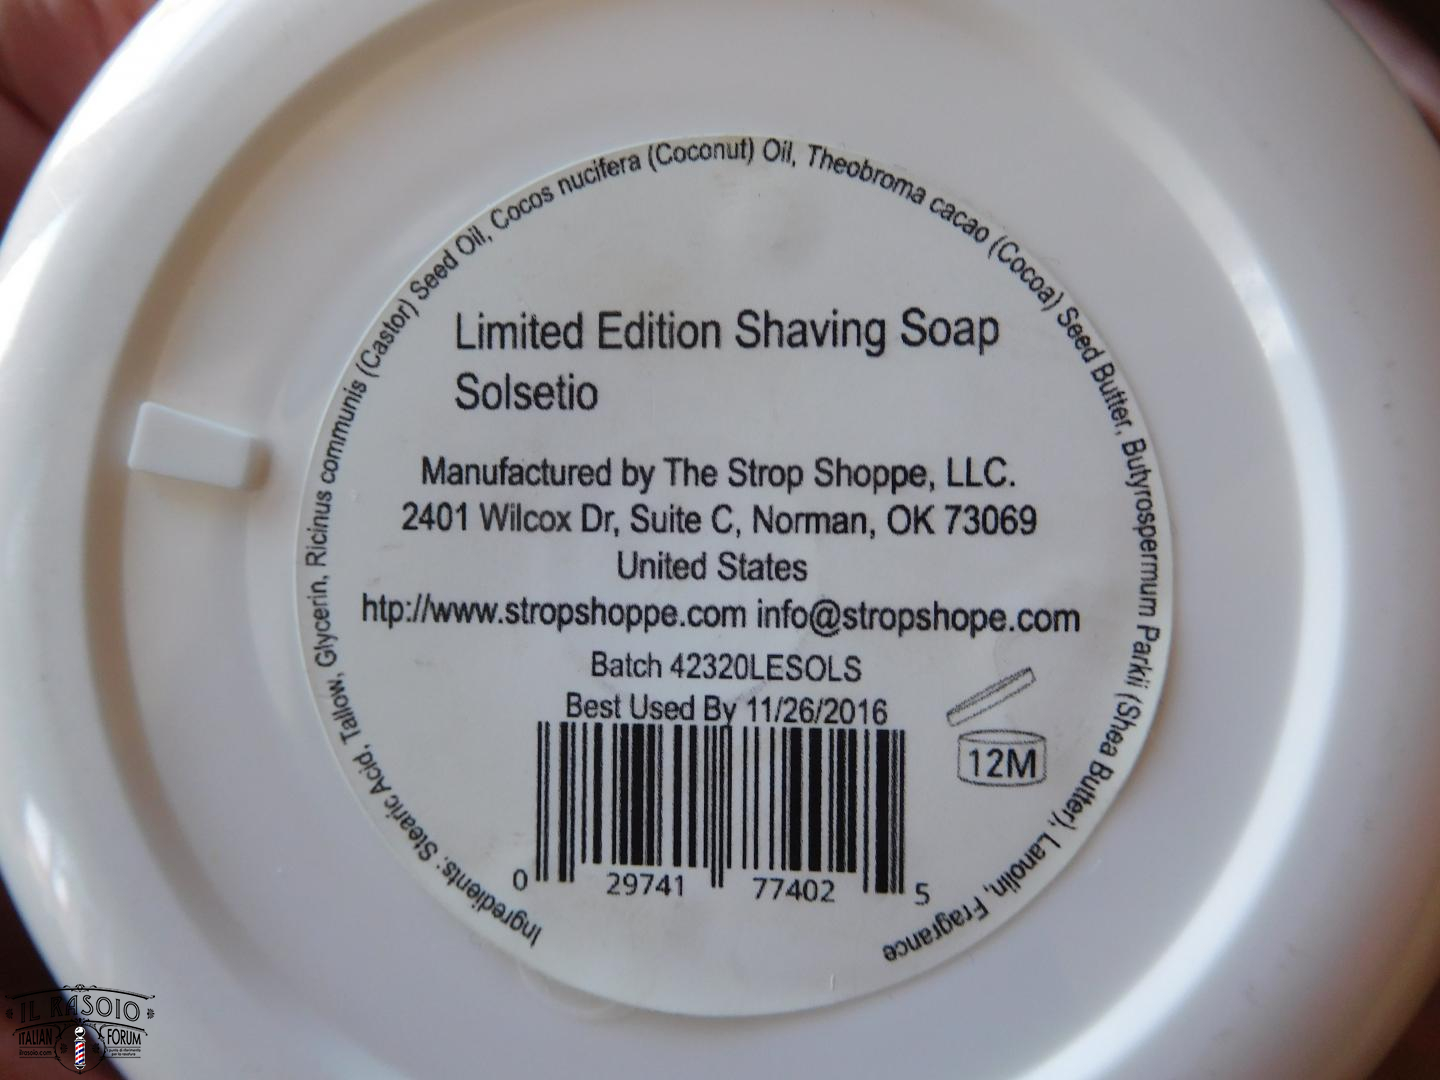 Ingredients: Stearic Acid, Tallow, Glycerin, Ricinus communis (Castor) Seed Oil, Cocos nucifera (Coconut) Oil, Theobroma cacao (Cocoa) Seed Butter, Butyrospermum Parkii (Shea Butter), Lanolin, Fragrance
Limited Edition Shaving Soap
Solsetio
Manufactured by The Strop Shoppe, LLC.
2401 Wilcox Dr, Suite C, Norman, OK 73069
United States
htp://www.stropshoppe.com info@stropshope.com
Batch 42320LESOLS
Best Used By 11/26/2016
12M
0 29741 77402 5
IL RASOIO
ITALIAN FORUM
ilrasoio.com